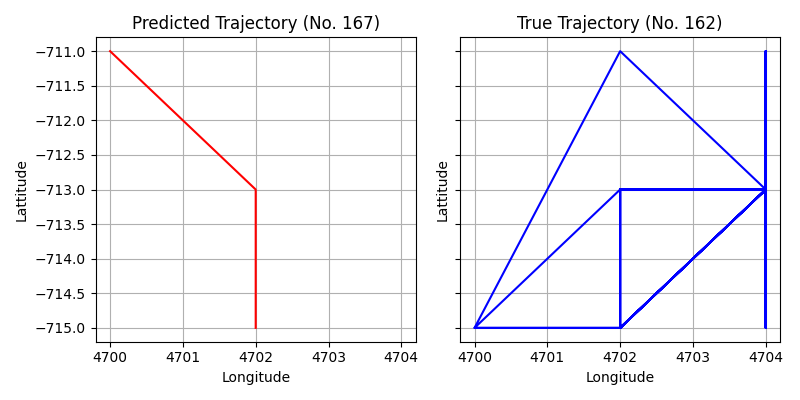 Predicted Trajectory (No. 167)
True Trajectory (No. 162)
−711.0
−711.5
−712.0
−712.5
−713.0
−713.5
−714.0
−714.5
−715.0
Lattitude
Lattitude
4700 4701 4702 4703 4704
4700 4701 4702 4703 4704
Longitude
Longitude